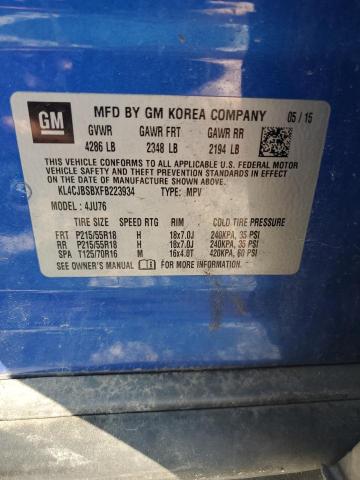 GM
MFD BY GM KOREA COMPANY 05 / 15
GVWR GAWR FRT GAWR RR
4286 LB 2348 LB 2194 LB
THIS VEHICLE CONFORMS TO ALL APPLICABLE U.S. FEDERAL MOTOR
VEHICLE SAFETY, BUMPER, AND THEFT PREVENTION STANDARDS IN EFFECT
ON THE DATE OF MANUFACTURE SHOWN ABOVE.
KLACJBSBXFB223934 TYPE: MPV
MODEL: 4JU76
TIRE SIZE SPEED RTG RIM COLD TIRE PRESSURE
FRT P215/55R18 H 18x7.0J 240KPA, 35 PSI
RR P215/55R18 H 18x7.0J 240KPA, 35 PSI
SPA T125/70R16 M 16x4.0T 420KPA, 60 PSI
SEE OWNER'S MANUAL FOR ADDITIONAL INFORMATION.